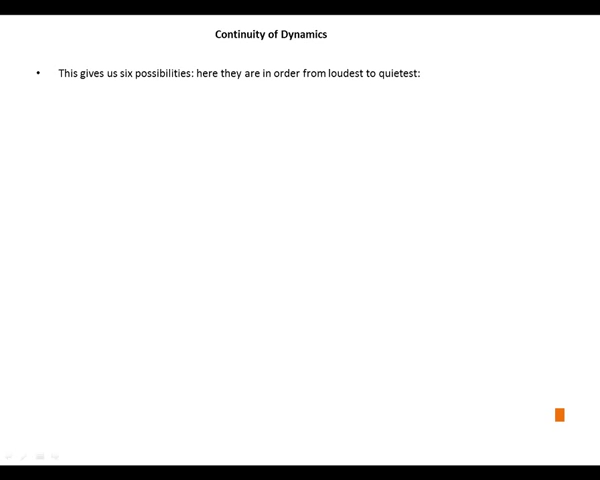 Continuity of Dynamics
• This gives us six possibilities: here they are in order from loudest to quietest: